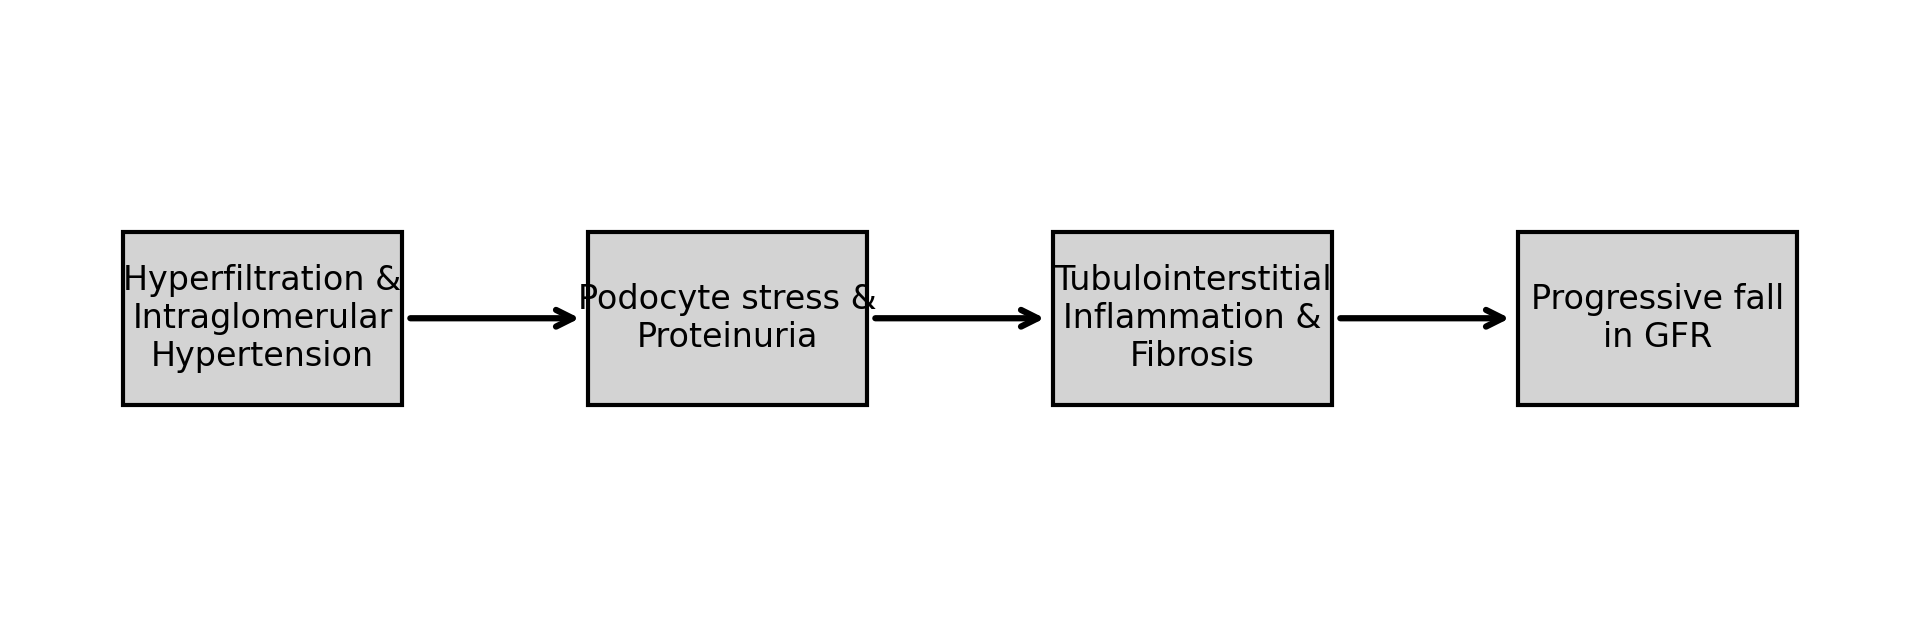 Hyperfiltration &
Intraglomerular
Hypertension
Podocyte stress &
Proteinuria
Tubulointerstitial
Inflammation &
Fibrosis
Progressive fall
in GFR